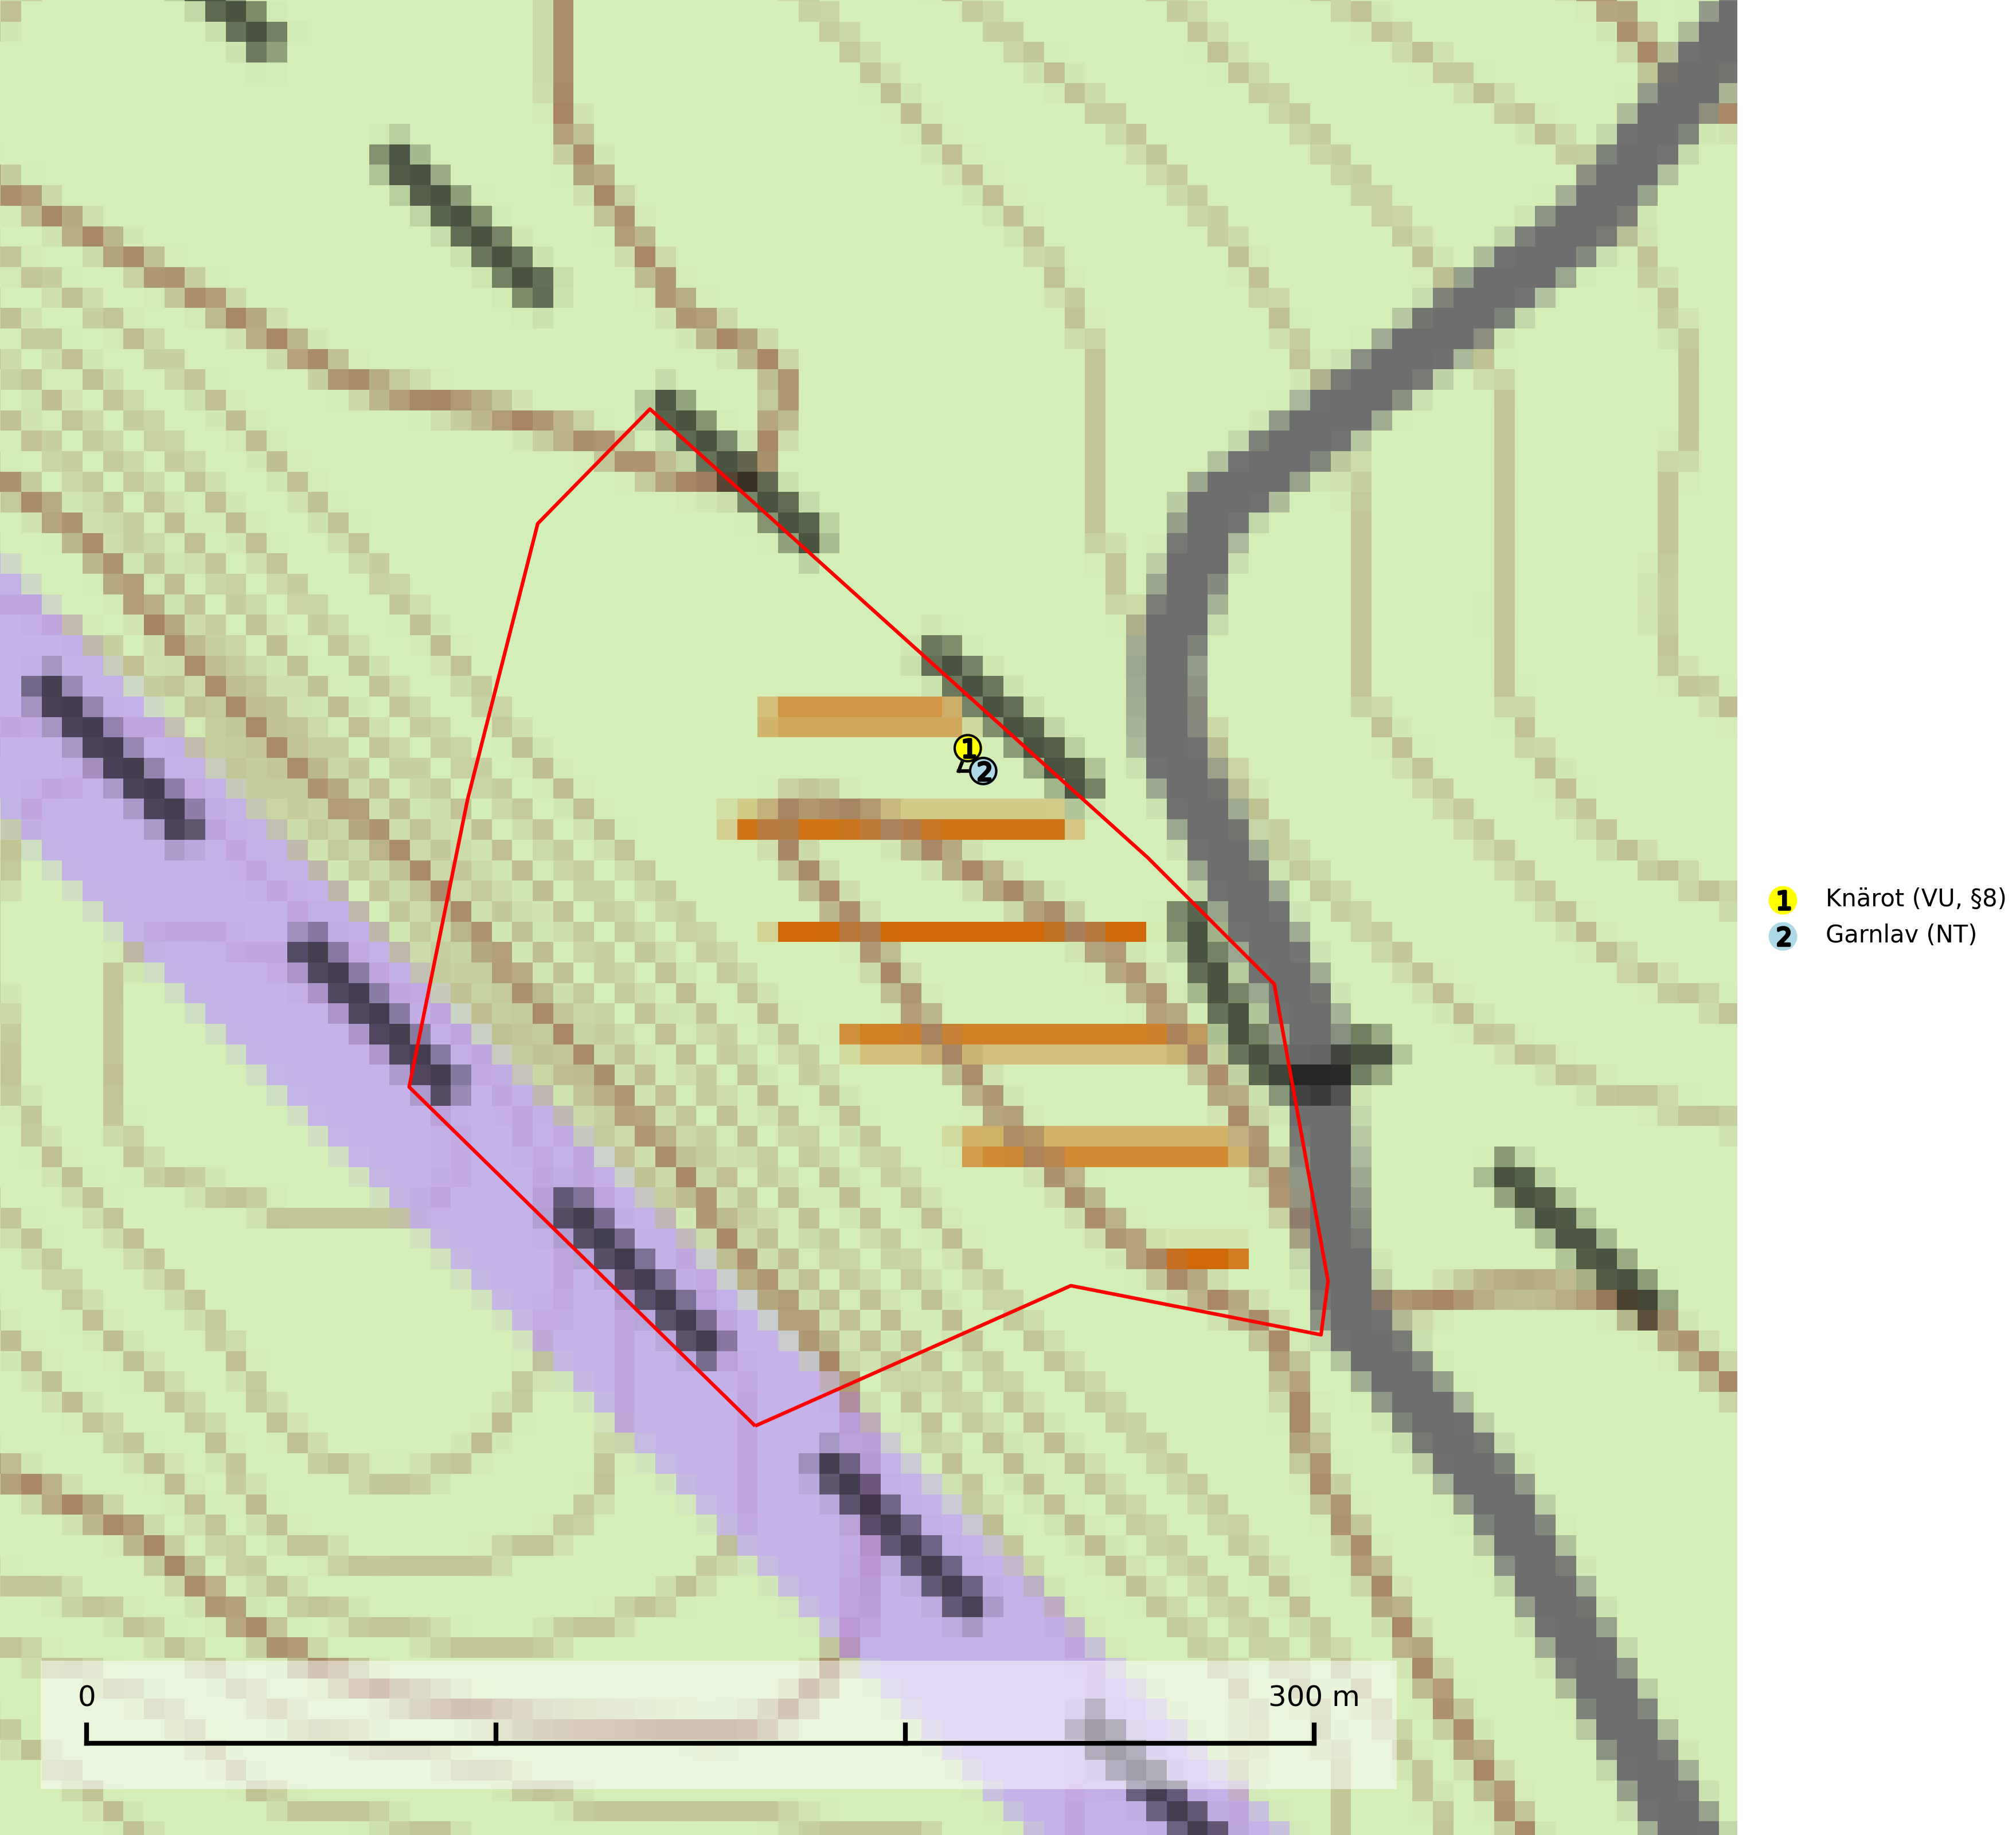 1
2
1 Knärot (VU, §8)
2 Garnlav (NT)
0 300 m